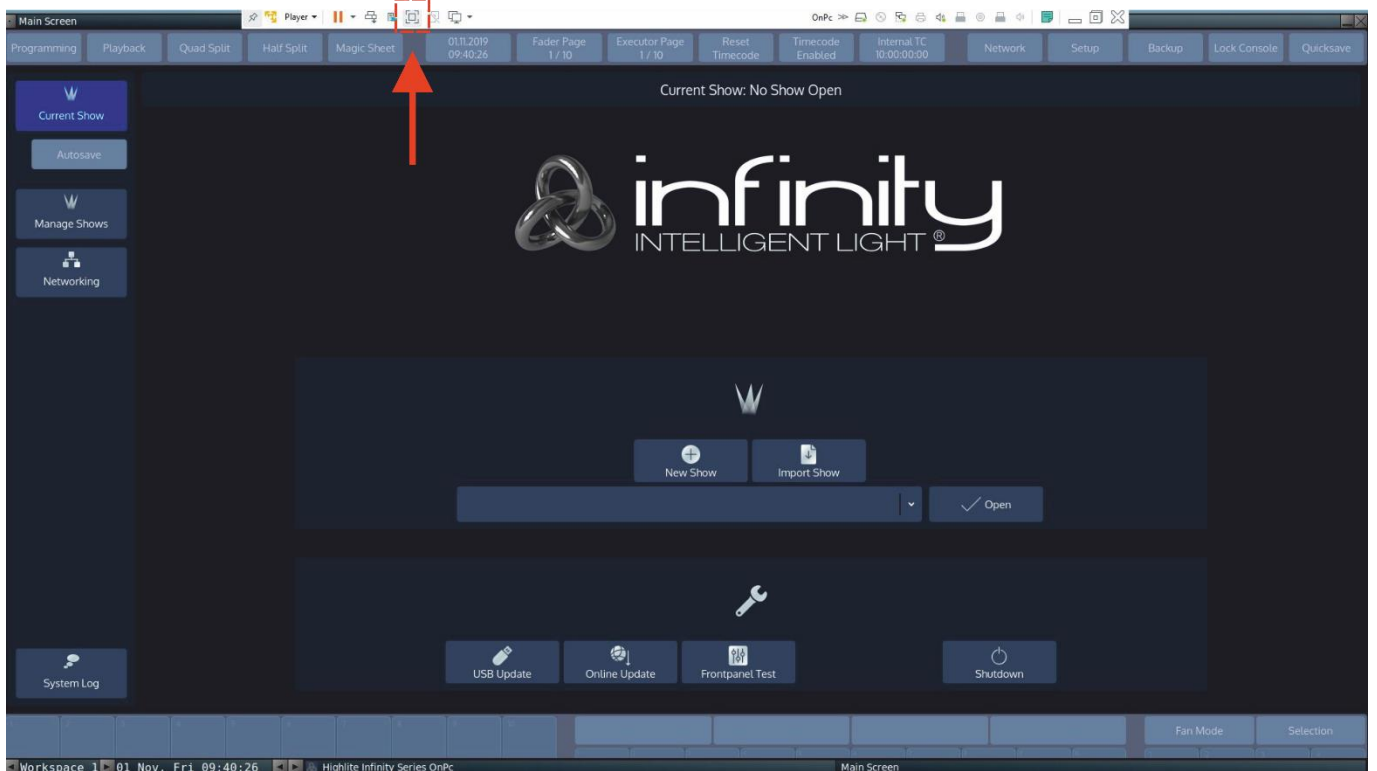 Main Screen
Player
OnPc
Programming
Playback
Quad Split
Half Split
Magic Sheet
01.11.2019
09:40:26
Fader Page
1 / 10
Executor Page
1 / 10
Reset
Timecode
Timecode
Enabled
Internal TC
10:00:00:00
Network
Setup
Backup
Lock Console
Quicksave
Current Show: No Show Open
Current Show
Autosave
Manage Shows
Networking
infinity
INTELLIGENT LIGHT ®
New Show
Import Show
Open
USB Update
Online Update
Frontpanel Test
Shutdown
System Log
Fan Mode
Selection
Workspace 1
01 Nov, Fri 09:40:26
Highlite Infinity Series OnPc
Main Screen